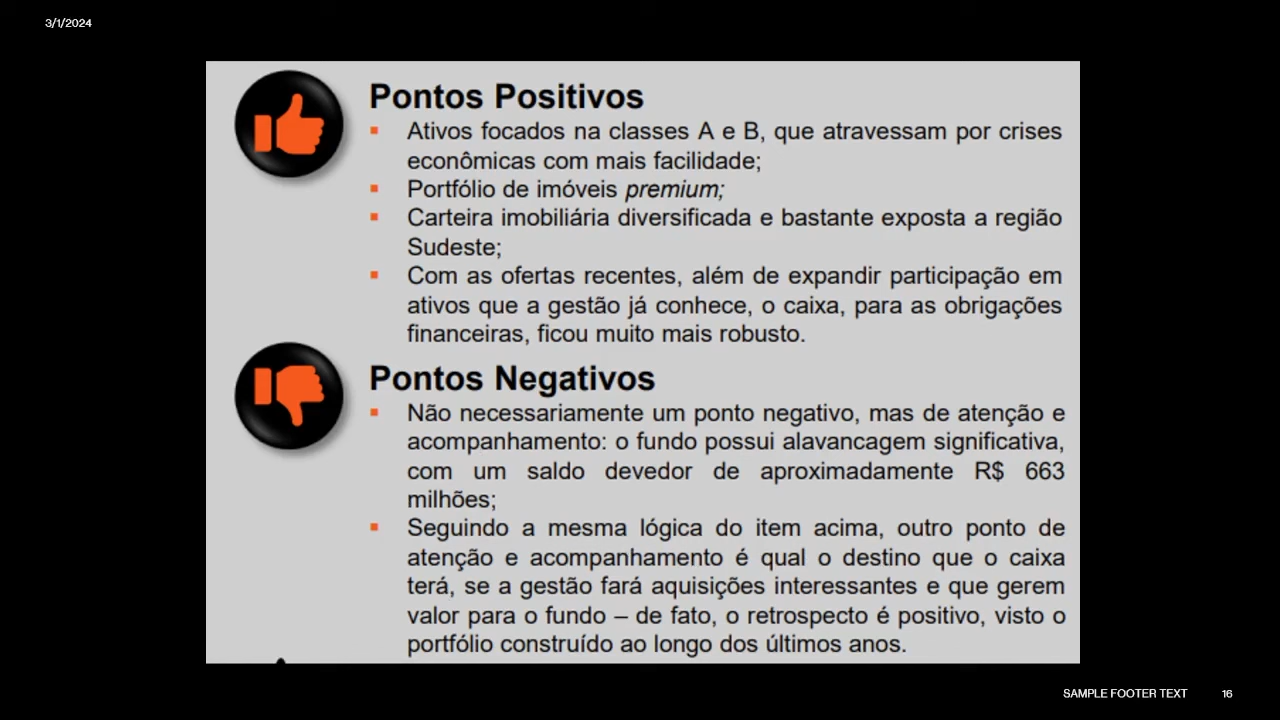 3/1/2024
Pontos Positivos
▪ Ativos focados na classes A e B, que atravessam por crises
econômicas com mais facilidade;
▪ Portfólio de imóveis premium;
▪ Carteira imobiliária diversificada e bastante exposta a região
Sudeste;
▪ Com as ofertas recentes, além de expandir participação em
ativos que a gestão já conhece, o caixa, para as obrigações
financeiras, ficou muito mais robusto.
Pontos Negativos
▪ Não necessariamente um ponto negativo, mas de atenção e
acompanhamento: o fundo possui alavancagem significativa,
com um saldo devedor de aproximadamente R$ 663
milhões;
▪ Seguindo a mesma lógica do item acima, outro ponto de
atenção e acompanhamento é qual o destino que o caixa
terá, se a gestão fará aquisições interessantes e que gerem
valor para o fundo – de fato, o retrospecto é positivo, visto o
portfólio construído ao longo dos últimos anos.
SAMPLE FOOTER TEXT 16